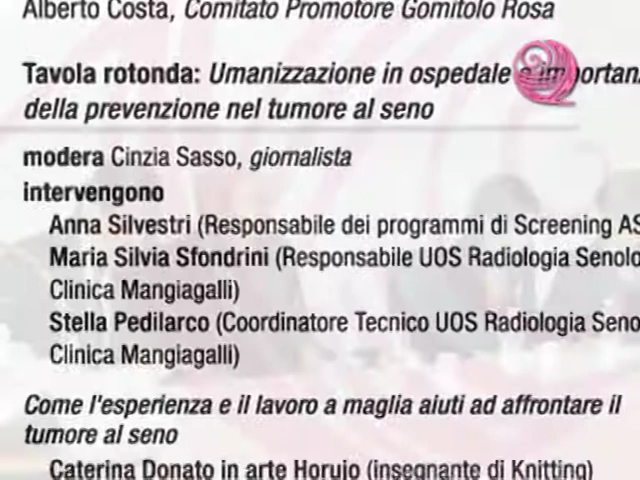 Alberto Costa, Comitato Promotore Gomitolo Rosa
Tavola rotonda: Umanizzazione in ospedale
della prevenzione nel tumore al seno
modera Cinzia Sasso, giornalista
intervengono
Anna Silvestri (Responsabile dei programmi di Screening
Maria Silvia Sfondrini (Responsabile UOS Radiologia
Clinica Mangiagalli)
Stella Pedilarco (Coordinatore Tecnico UOS Radiologia
Clinica Mangiagalli)
Come l'esperienza e il lavoro a maglia aiuti ad affrontare il
tumore al seno
Caterina Donato in arte Horujo (insegnante di Knitting)